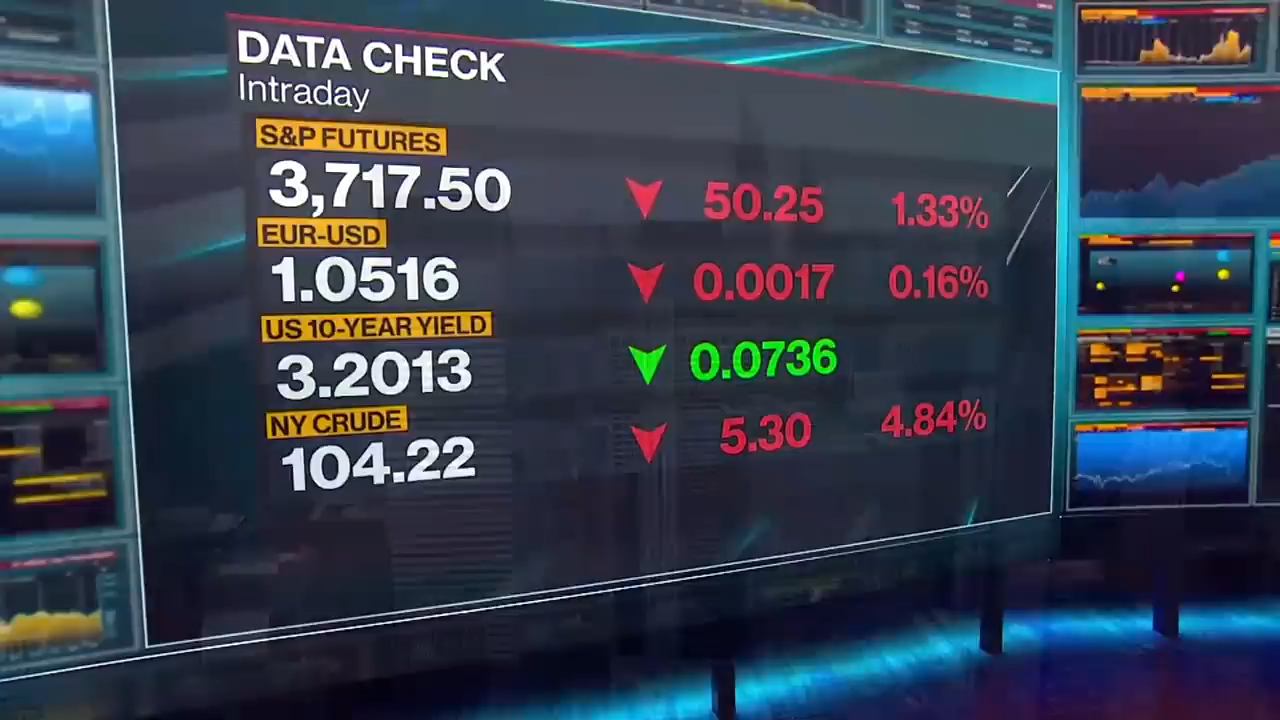 DATA CHECK
Intraday
S&P FUTURES
3,717.50 50.25 1.33%
EUR-USD
1.0516 0.0017 0.16%
US 10-YEAR YIELD
3.2013 0.0736
NY CRUDE
104.22 5.30 4.84%